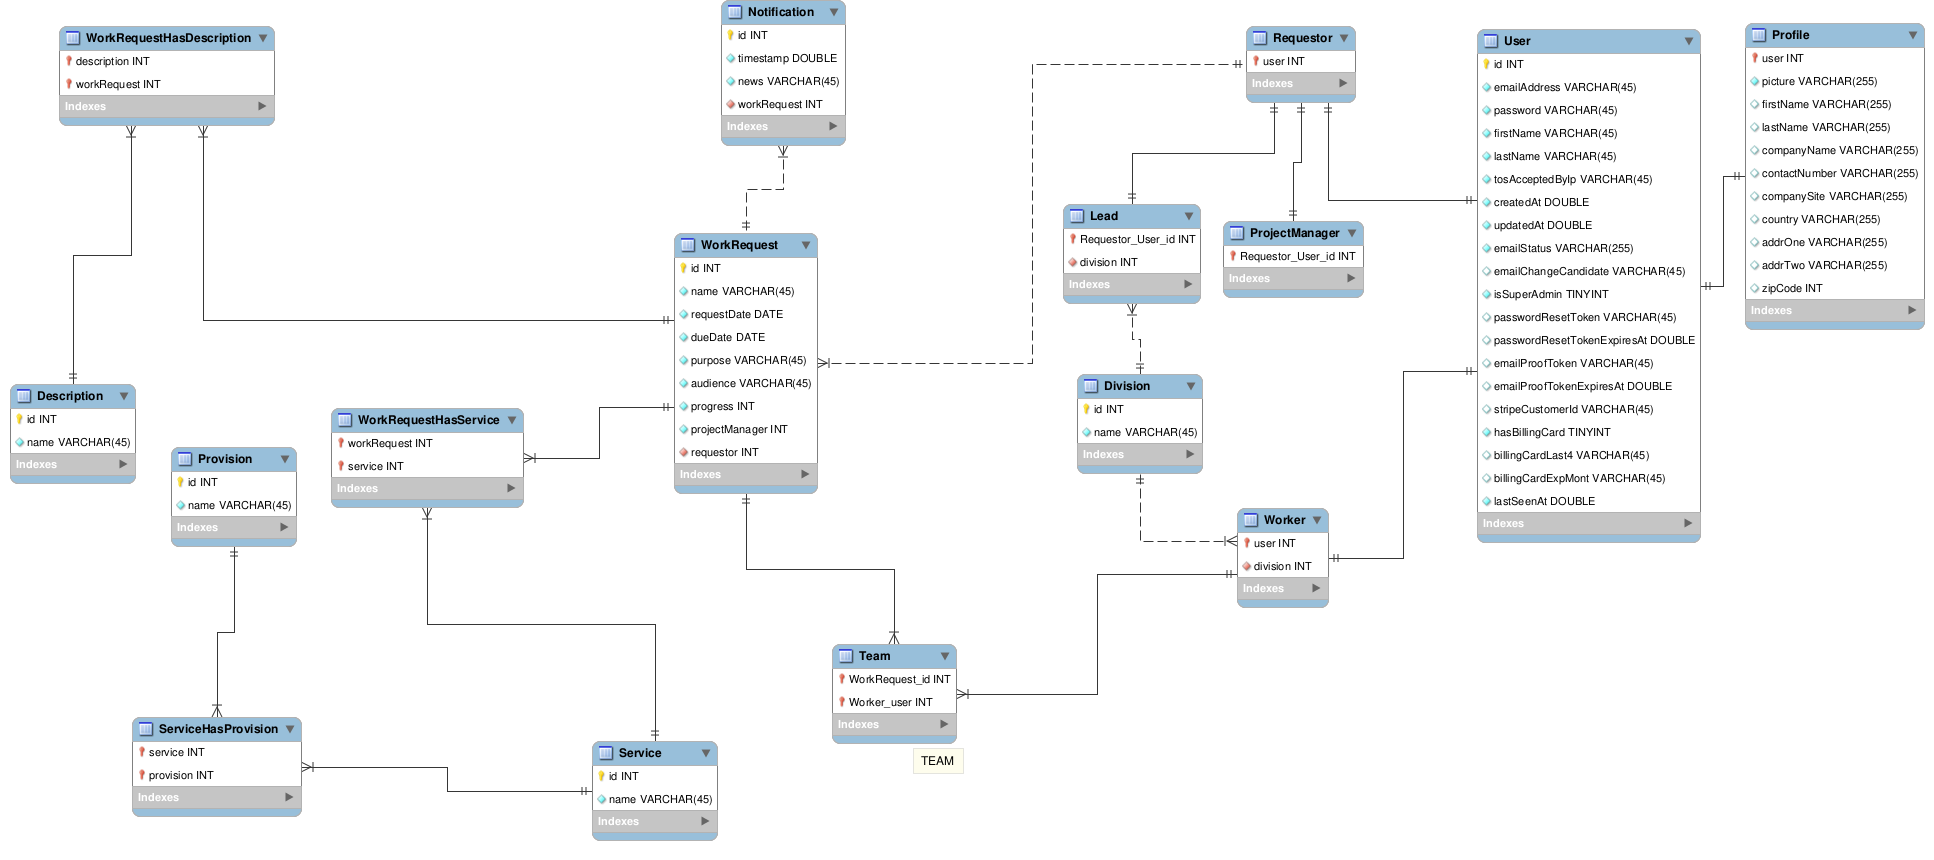 WorkRequestHasDescription
description INT
workRequest INT
Indexes
Notification
id INT
timestamp DOUBLE
news VARCHAR(45)
workRequest INT
Indexes
Requestor
user INT
Indexes
User
id INT
emailAddress VARCHAR(45)
password VARCHAR(45)
firstName VARCHAR(45)
lastName VARCHAR(45)
tosAcceptedByIp VARCHAR(45)
createdAt DOUBLE
updatedAt DOUBLE
emailStatus VARCHAR(255)
emailChangeCandidate VARCHAR(45)
isSuperAdmin TINYINT
passwordResetToken VARCHAR(45)
passwordResetTokenExpiresAt DOUBLE
emailProofToken VARCHAR(45)
emailProofTokenExpiresAt DOUBLE
stripeCustomerId VARCHAR(45)
hasBillingCard TINYINT
billingCardLast4 VARCHAR(45)
billingCardExpMont VARCHAR(45)
lastSeenAt DOUBLE
Indexes
Profile
user INT
picture VARCHAR(255)
firstName VARCHAR(255)
lastName VARCHAR(255)
companyName VARCHAR(255)
contactNumber VARCHAR(255)
companySite VARCHAR(255)
country VARCHAR(255)
addrOne VARCHAR(255)
addrTwo VARCHAR(255)
zipCode INT
Indexes
Lead
Requestor_User_id INT
division INT
Indexes
ProjectManager
Requestor_User_id INT
Indexes
WorkRequest
id INT
name VARCHAR(45)
requestDate DATE
dueDate DATE
purpose VARCHAR(45)
audience VARCHAR(45)
progress INT
projectManager INT
requestor INT
Indexes
Description
id INT
name VARCHAR(45)
Indexes
Provision
id INT
name VARCHAR(45)
Indexes
WorkRequestHasService
workRequest INT
service INT
Indexes
Division
id INT
name VARCHAR(45)
Indexes
Worker
user INT
division INT
Indexes
Team
WorkRequest_id INT
Worker_user INT
Indexes
TEAM
ServiceHasProvision
service INT
provision INT
Indexes
Service
id INT
name VARCHAR(45)
Indexes